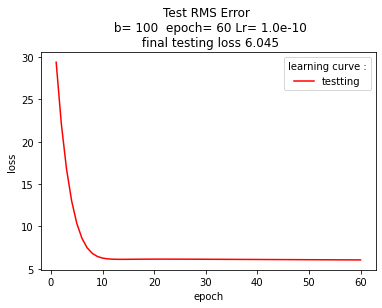 Test RMS Error
b= 100  epoch= 60 Lr= 1.0e-10
final testing loss 6.045
learning curve :
testting
30
25
20
15
10
5
loss
0 10 20 30 40 50 60
epoch